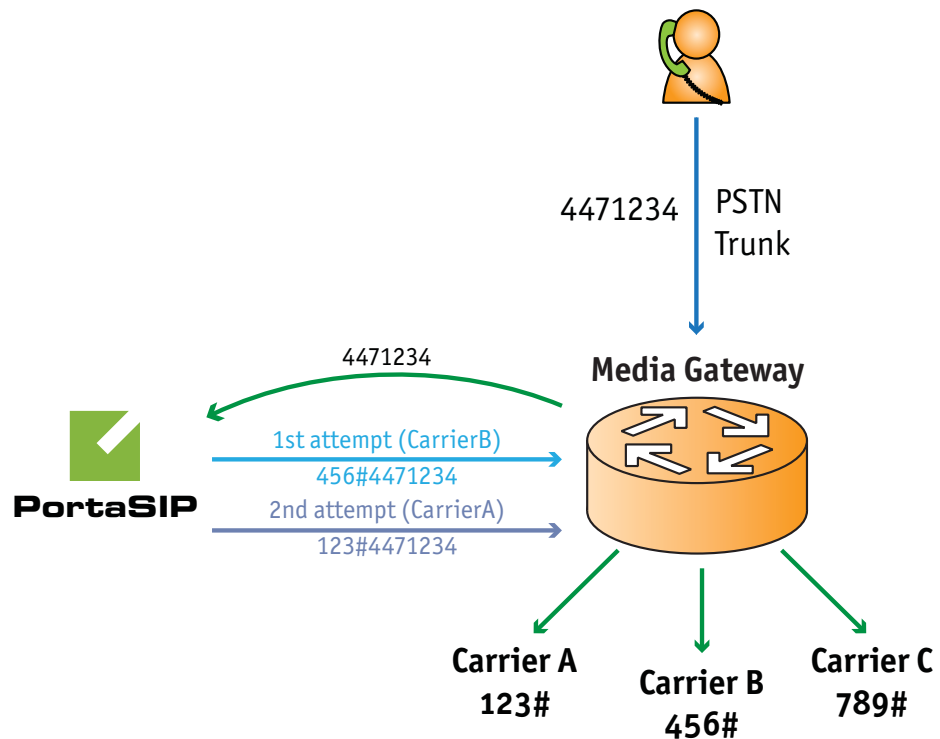 4471234
PSTN
Trunk
4471234
Media Gateway
1st attempt (CarrierB)
456#4471234
PortaSIP
2nd attempt (CarrierA)
123#4471234
Carrier A
123#
Carrier B
456#
Carrier C
789#